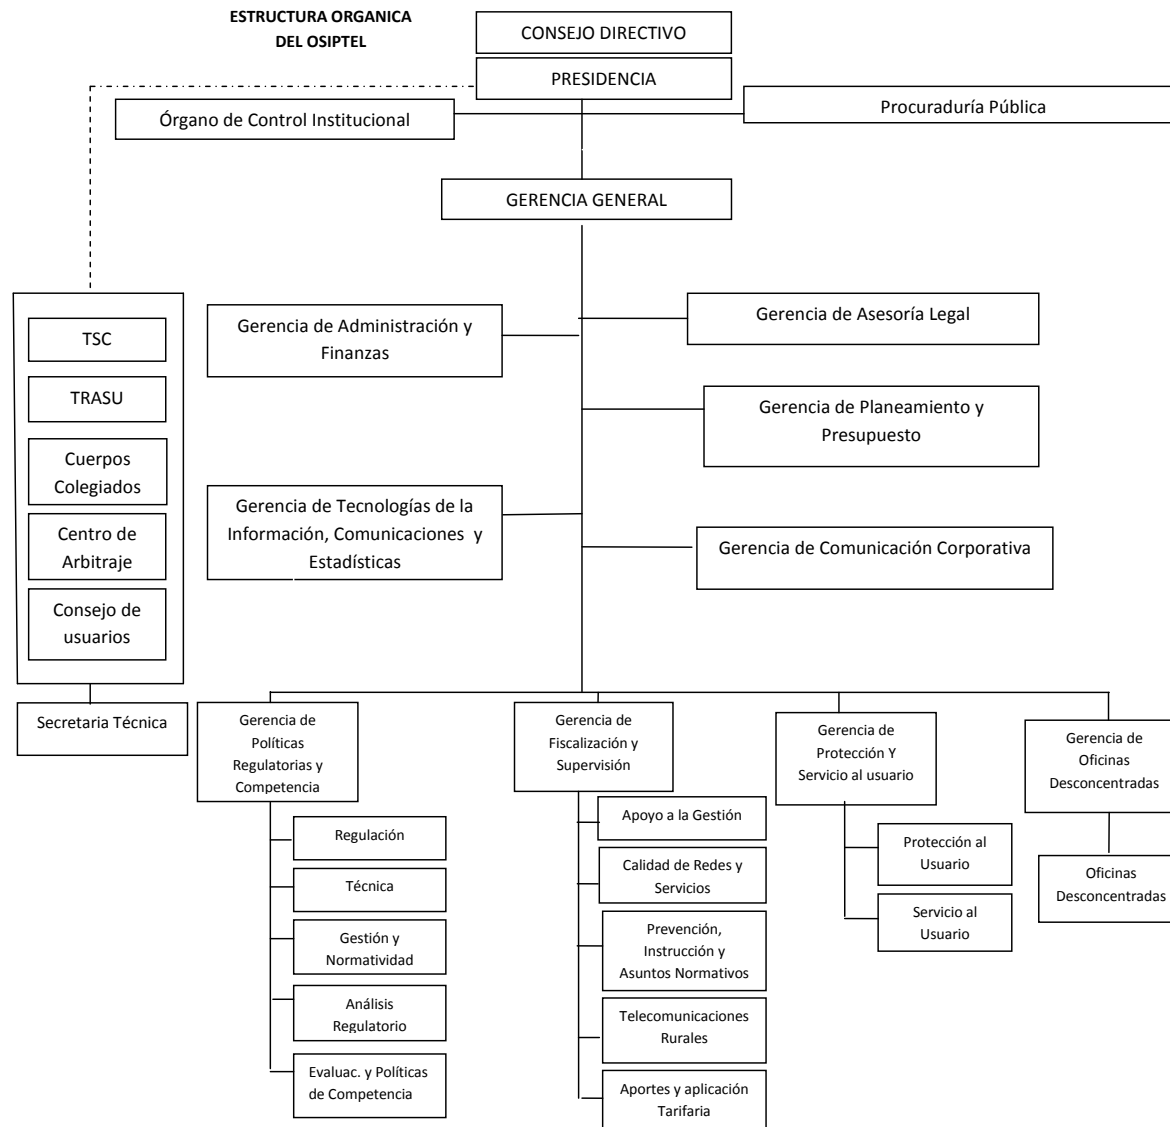 ESTRUCTURA ORGANICA
DEL OSIPTEL
CONSEJO DIRECTIVO
PRESIDENCIA
Órgano de Control Institucional
Procuraduría Pública
GERENCIA GENERAL
TSC
TRASU
Cuerpos
Colegiados
Centro de
Arbitraje
Consejo de
usuarios
Secretaria Técnica
Gerencia de Administración y
Finanzas
Gerencia de Asesoría Legal
Gerencia de Planeamiento y
Presupuesto
Gerencia de Tecnologías de la
Información, Comunicaciones y
Estadísticas
Gerencia de Comunicación Corporativa
Gerencia de
Políticas
Regulatorias y
Competencia
Regulación
Técnica
Gestión y
Normatividad
Análisis
Regulatorio
Evaluac. y Políticas
de Competencia
Gerencia de
Fiscalización y
Supervisión
Apoyo a la Gestión
Calidad de Redes y
Servicios
Prevención,
Instrucción y
Asuntos Normativos
Telecomunicaciones
Rurales
Aportes y aplicación
Tarifaria
Gerencia de
Protección Y
Servicio al usuario
Protección al
Usuario
Servicio al
Usuario
Gerencia de
Oficinas
Desconcentradas
Oficinas
Desconcentradas